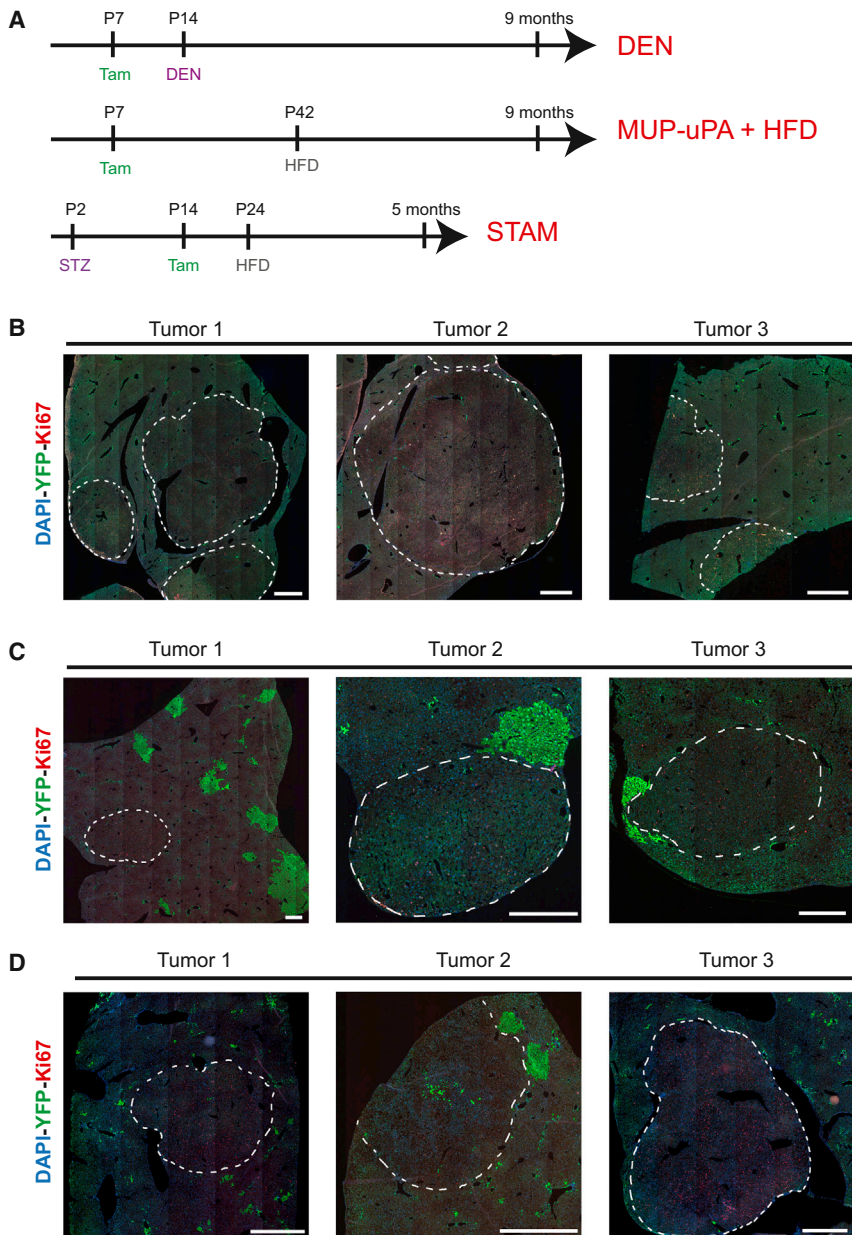 A
P7 P14 9 months
Tam DEN
DEN
P7 P42 9 months
Tam HFD
MUP-uPA + HFD
P2 P14 P24 5 months
STZ Tam HFD
STAM
B
Tumor 1 Tumor 2 Tumor 3
DAPI-YFP-Ki67
C
Tumor 1 Tumor 2 Tumor 3
DAPI-YFP-Ki67
D
Tumor 1 Tumor 2 Tumor 3
DAPI-YFP-Ki67